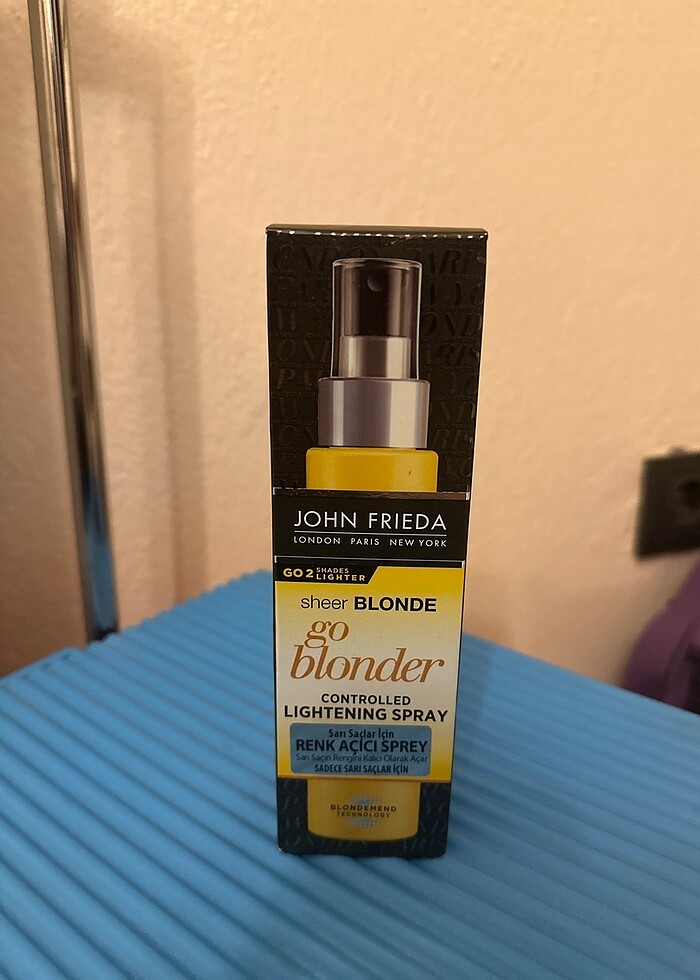 JOHN FRIEDA
LONDON PARIS NEW YORK
GO 2 SHADES LIGHTER
sheer BLONDE
go
blonder
CONTROLLED
LIGHTENING SPRAY
Sarı Saçlar İçin
RENK AÇICI SPREY
Sarı Saçın Rengini Kalıcı Olarak Açar
SADECE SARI SAÇLAR İÇİN
BLONDEMEND
TECHNOLOGY